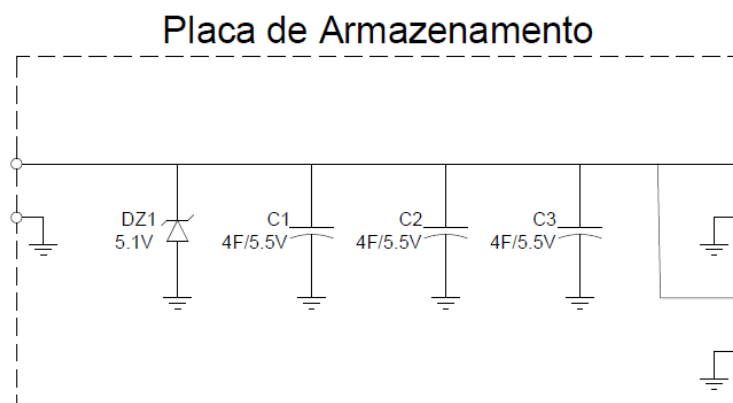 Placa de Armazenamento
DZ1 C1 C2 C3
5.1V 4F/5.5V 4F/5.5V 4F/5.5V